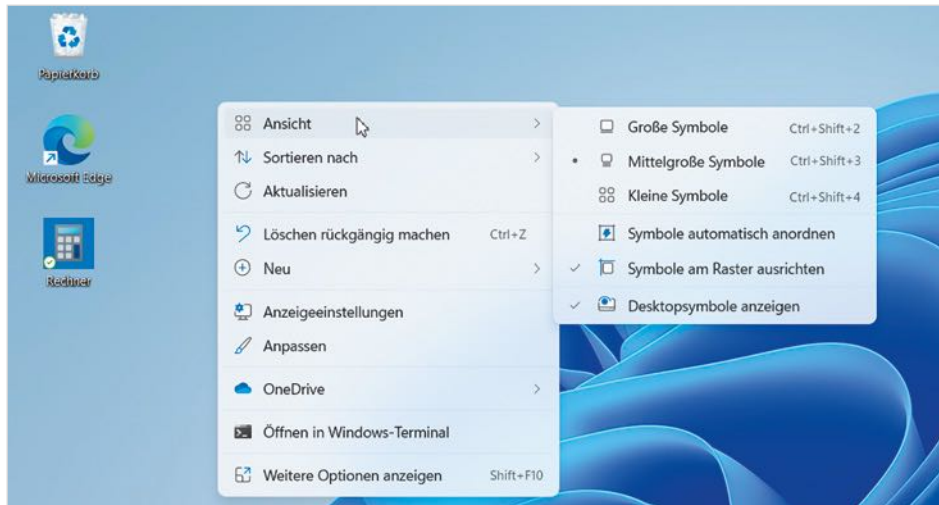 Papierkorb
Microsoft Edge
Rechner
Ansicht
Sortieren nach
Aktualisieren
Löschen rückgängig machen Ctrl+Z
Neu
Anzeigeeinstellungen
Anpassen
OneDrive
Öffnen in Windows-Terminal
Weitere Optionen anzeigen Shift+F10
Große Symbole Ctrl+Shift+2
Mittelgroße Symbole Ctrl+Shift+3
Kleine Symbole Ctrl+Shift+4
Symbole automatisch anordnen
Symbole am Raster ausrichten
Desktopsymbole anzeigen